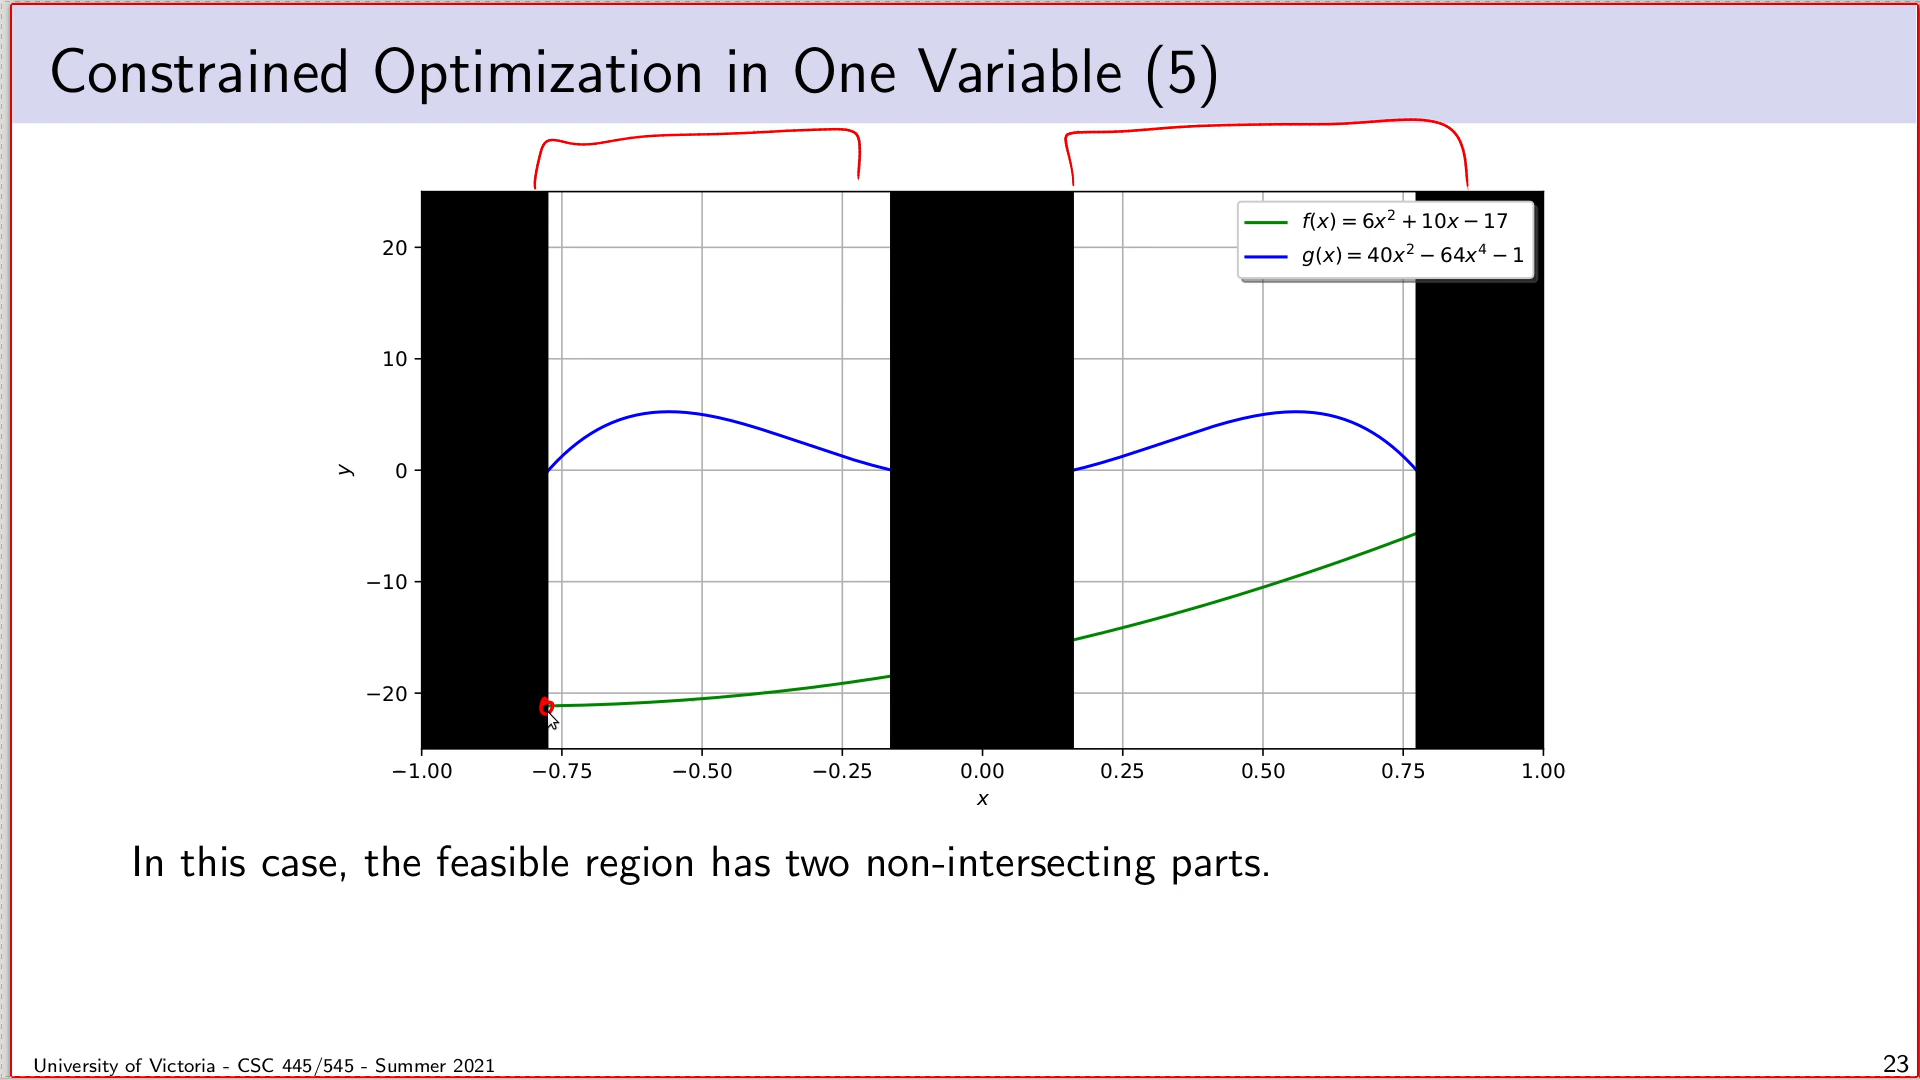 Constrained Optimization in One Variable (5)
f(x) = 6x² + 10x − 17
g(x) = 40x² − 64x⁴ − 1
20
10
0
−10
−20
y
−1.00 −0.75 −0.50 −0.25 0.00 0.25 0.50 0.75 1.00
x
In this case, the feasible region has two non-intersecting parts.
University of Victoria - CSC 445/545 - Summer 2021 23